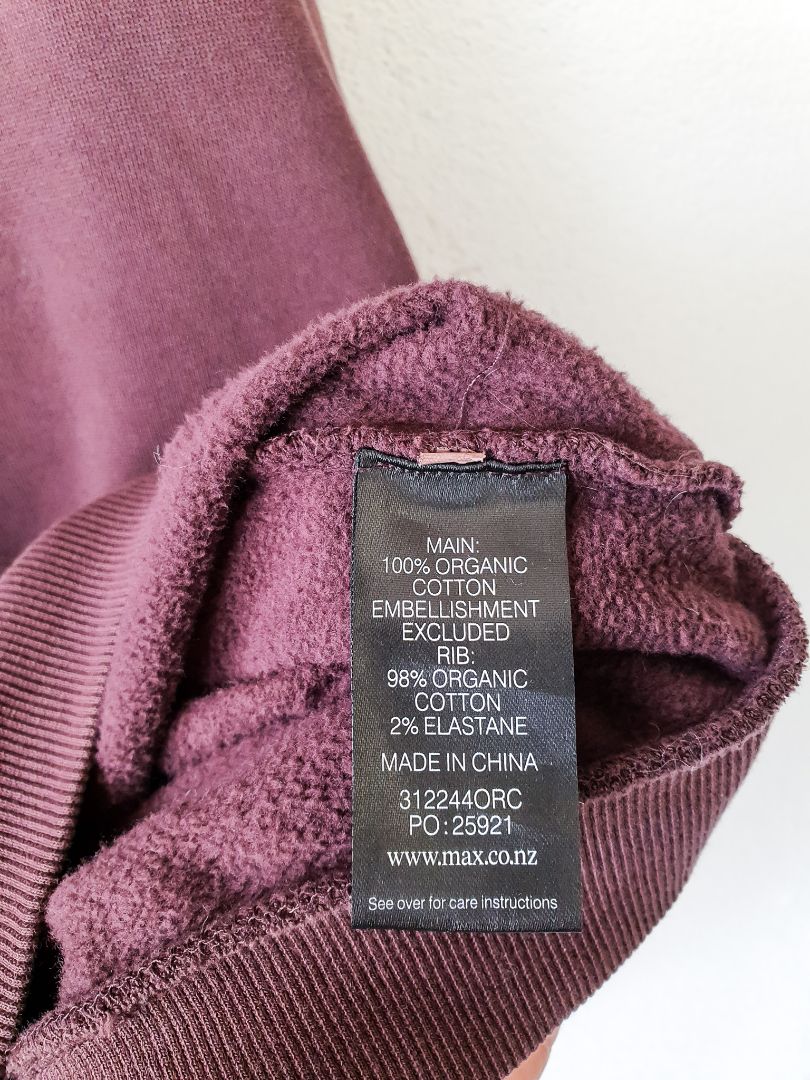 MAIN:
100% ORGANIC
COTTON
EMBELLISHMENT
EXCLUDED
RIB:
98% ORGANIC
COTTON
2% ELASTANE
MADE IN CHINA
312244ORC
PO:25921
www.max.co.nz
See over for care instructions